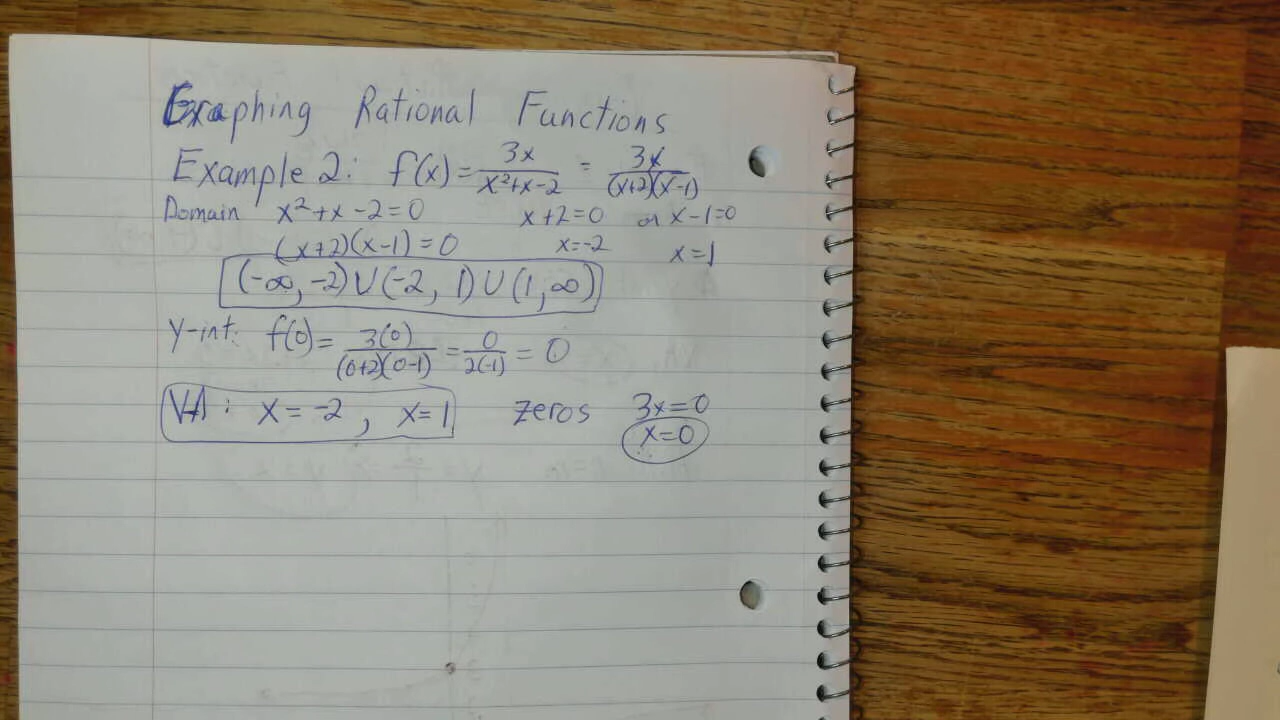 Graphing Rational Functions
Example 2: f(x) = 3x/(x²+x-2) = 3x/((x+2)(x-1))
Domain x²+x-2=0 x+2=0 or x-1=0
(x+2)(x-1)=0 x=-2 x=1
(-∞,-2)∪(-2, 1)∪(1,∞)
Y-int: f(0)= 3(0)/((0+2)(0-1)) = 0/(2(-1)) = 0
VA: x=-2, x=1 zeros 3x=0
x=0